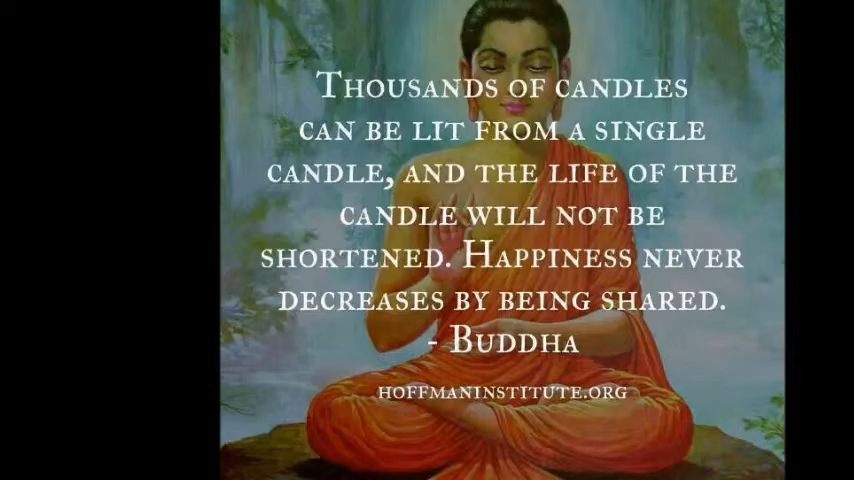 Thousands of candles
can be lit from a single
candle, and the life of the
candle will not be
shortened. Happiness never
decreases by being shared.
- Buddha
hoffmaninstitute.org